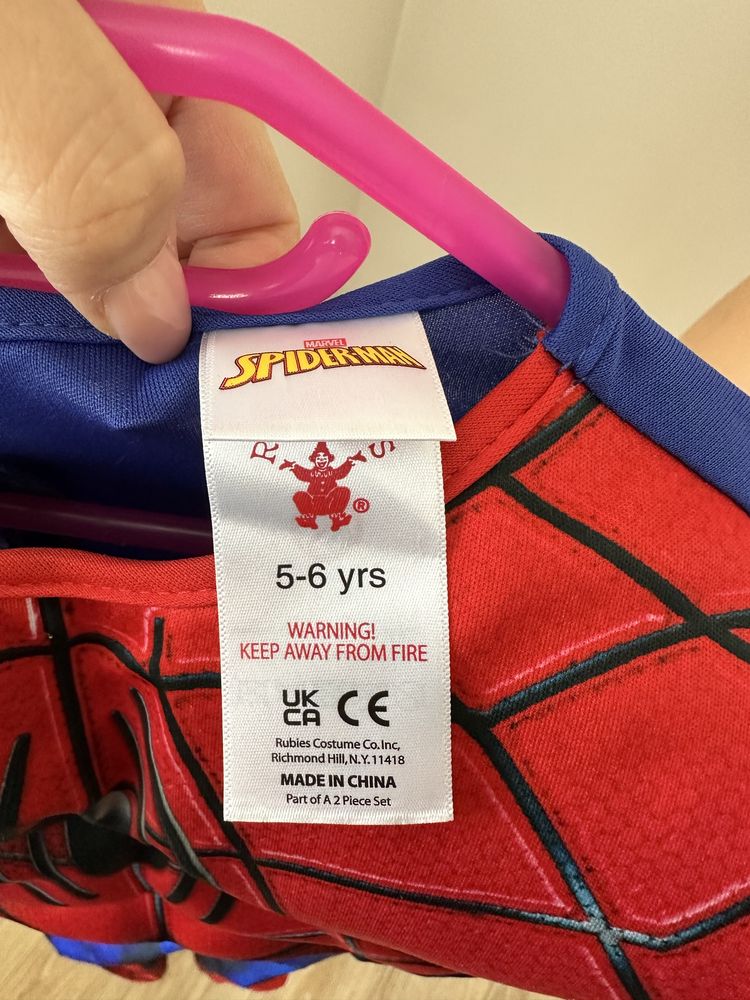 MARVEL
SPIDER-MAN
R S
®
5-6 yrs
WARNING!
KEEP AWAY FROM FIRE
UK
CA CE
Rubies Costume Co. Inc,
Richmond Hill, N.Y. 11418
MADE IN CHINA
Part of A 2 Piece Set